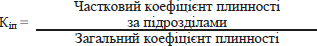 Частковий коефіцієнт плинності
Кіп = за підрозділами
Загальний коефіцієнт плинності